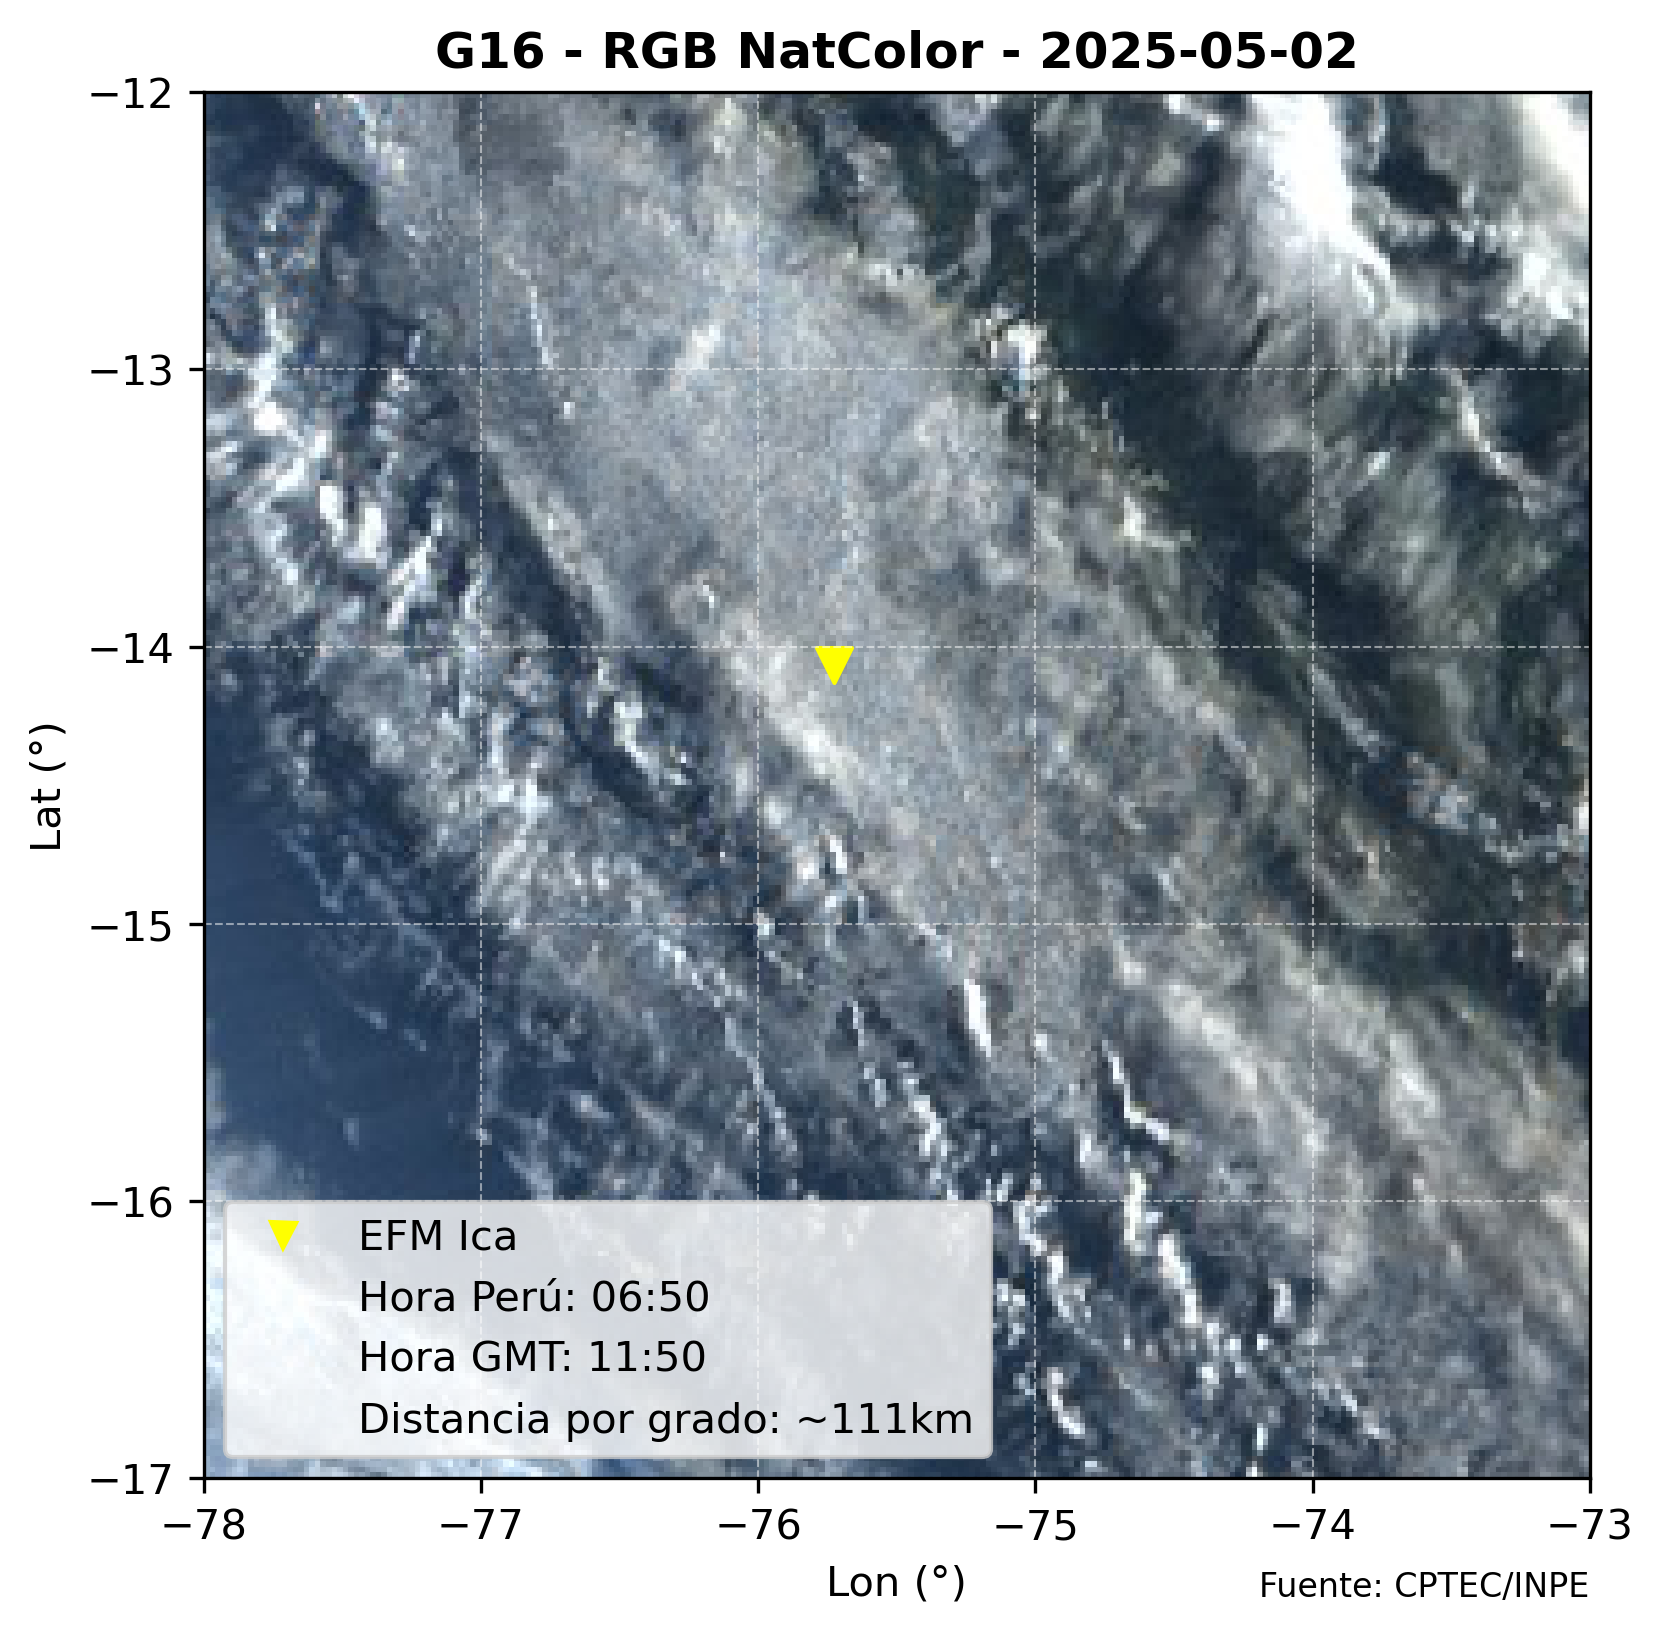 G16 - RGB NatColor - 2025-05-02
−12
−13
−14
−15
−16
−17
Lat (°)
EFM Ica
Hora Perú: 06:50
Hora GMT: 11:50
Distancia por grado: ~111km
−78
−77
−76
−75
−74
−73
Lon (°)
Fuente: CPTEC/INPE